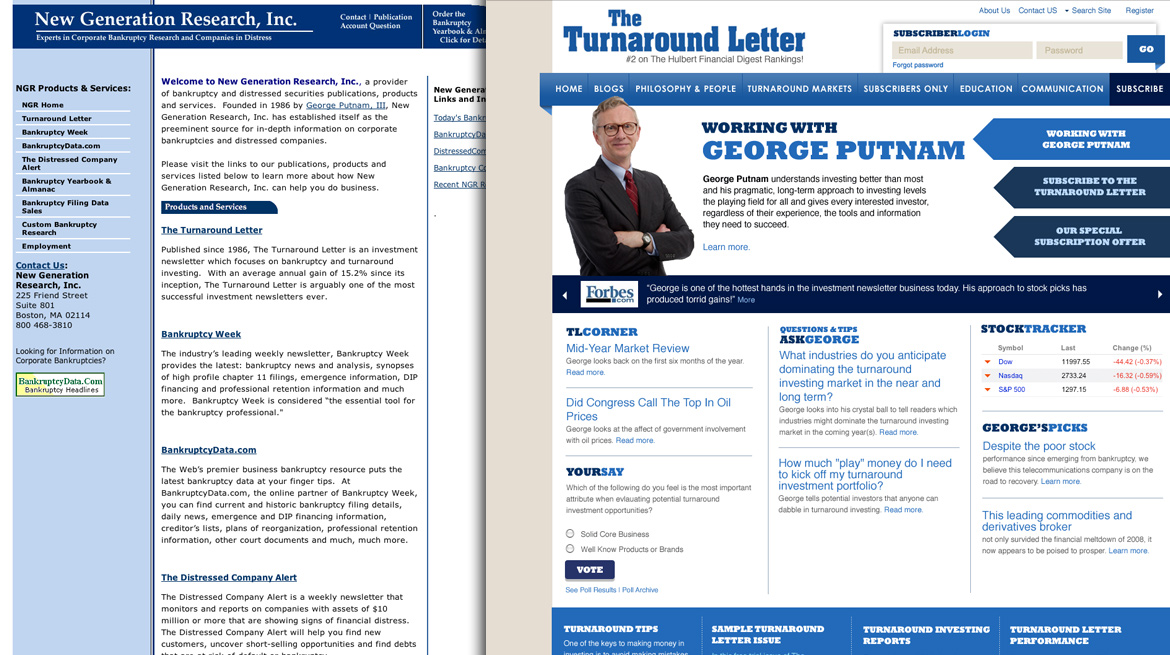 New Generation Research, Inc.
Experts in Corporate Bankruptcy Research and Companies in Distress
Contact | Publication
Account Question
Order the
Bankruptcy
Yearbook &
Click for
NGR Products & Services:
NGR Home
Turnaround Letter
Bankruptcy Week
BankruptcyData.com
The Distressed Company
Alert
Bankruptcy Yearbook &
Almanac
Bankruptcy Filing Data
Sales
Custom Bankruptcy
Research
Employment
Contact Us:
New Generation
Research, Inc.
225 Friend Street
Suite 801
Boston, MA 02114
800 468-3810
Looking for Information on
Corporate Bankruptcies?
BankruptcyData.Com
Bankruptcy Headlines
Welcome to New Generation Research, Inc., a provider
of bankruptcy and distressed securities publications, products
and services. Founded in 1986 by George Putnam, III, New
Generation Research, Inc. has established itself as the
preeminent source for in-depth information on corporate
bankruptcies and distressed companies.
Please visit the links to our publications, products and
services listed below to learn more about how New
Generation Research, Inc. can help you do business.
Products and Services
The Turnaround Letter
Published since 1986, The Turnaround Letter is an investment
newsletter which focuses on bankruptcy and turnaround
investing. With an average annual gain of 15.2% since its
inception, The Turnaround Letter is arguably one of the most
successful investment newsletters ever.
Bankruptcy Week
The industry's leading weekly newsletter, Bankruptcy Week
provides the latest: bankruptcy news and analysis, synopses
of high profile chapter 11 filings, emergence information, DIP
financing and professional retention information and much
more. Bankruptcy Week is considered "the essential tool for
the bankruptcy professional."
BankruptcyData.com
The Web's premier business bankruptcy resource puts the
latest bankruptcy data at your finger tips. At
BankruptcyData.com, the online partner of Bankruptcy Week,
you can find current and historic bankruptcy filing details,
daily news, emergence and DIP financing information,
creditor's lists, plans of reorganization, professional retention
information, other court documents and much, much more.
The Distressed Company Alert
The Distressed Company Alert is a weekly newsletter that
monitors and reports on companies with assets of $10
million or more that are showing signs of financial distress.
The Distressed Company Alert will help you find new
customers, uncover short-selling opportunities and find debts
New Genera
Links and In
Today's Bankr
BankruptcyDa
DistressedCom
Bankruptcy Co
Recent NGR R
.
The
Turnaround Letter
#2 on The Hulbert Financial Digest Rankings!
About Us Contact US Search Site Register
SUBSCRIBERLOGIN
Email Address Password GO
Forgot password
HOME BLOGS PHILOSOPHY & PEOPLE TURNAROUND MARKETS SUBSCRIBERS ONLY EDUCATION COMMUNICATION SUBSCRIBE
WORKING WITH
GEORGE PUTNAM
George Putnam understands investing better than most
and his pragmatic, long-term approach to investing levels
the playing field for all and gives every interested investor,
regardless of their experience, the tools and information
they need to succeed.
Learn more.
WORKING WITH
GEORGE PUTNAM
SUBSCRIBE TO THE
TURNAROUND LETTER
OUR SPECIAL
SUBSCRIPTION OFFER
Forbes
.com
"George is one of the hottest hands in the investment newsletter business today. His approach to stock picks has
produced torrid gains!" More
TLCORNER
Mid-Year Market Review
George looks back on the first six months of the year.
Read more.
Did Congress Call The Top In Oil
Prices
George looks at the affect of government involvement
with oil prices. Read more.
YOURSAY
Which of the following do you feel is the most important
attribute when evlauating potential turnaround
investment opportunities?
Solid Core Business
Well Know Products or Brands
VOTE
See Poll Results | Poll Archive
QUESTIONS & TIPS
ASKGEORGE
What industries do you anticipate
dominating the turnaround
investing market in the near and
long term?
George looks into his crystal ball to tell readers which
industries might dominate the turnaround investing
market in the coming year(s). Read more.
How much "play" money do I need
to kick off my turnaround
investment portfolio?
George tells potential investors that anyone can
dabble in turnaround investing. Read more.
STOCKTRACKER
Symbol Last Change (%)
Dow 11997.55 -44.42 (-0.37%)
Nasdaq 2733.24 -16.32 (-0.59%)
S&P 500 1297.15 -6.88 (-0.53%)
GEORGE'SPICKS
Despite the poor stock
performance since emerging from bankruptcy, we
believe this telecommunications company is on the
road to recovery. Learn more.
This leading commodities and
derivatives broker
not only survided the financial meltdown of 2008, it
now appears to be poised to prosper. Learn more.
TURNAROUND TIPS
One of the keys to making money in
investing is to avoid making mistakes
SAMPLE TURNAROUND
LETTER ISSUE
TURNAROUND INVESTING
REPORTS
TURNAROUND LETTER
PERFORMANCE